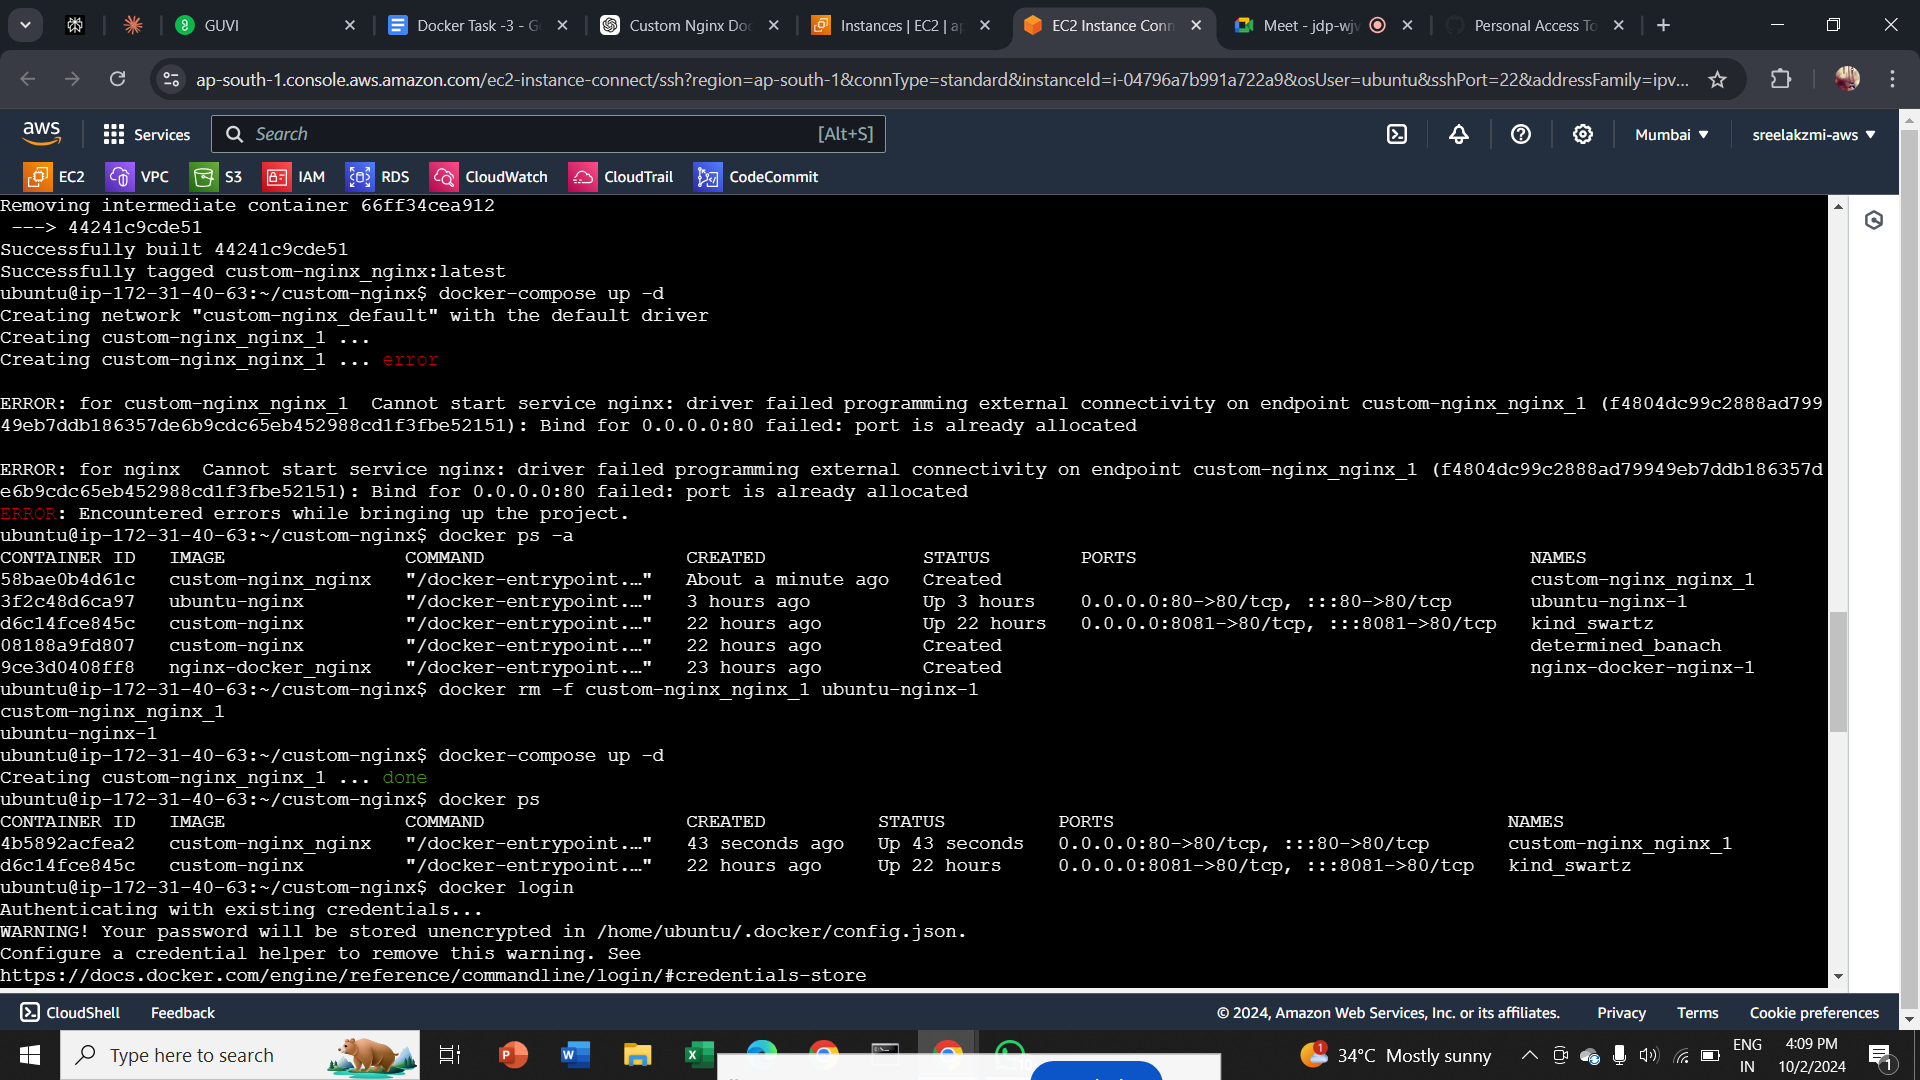 GUVI
Docker Task -3 - G
Custom Nginx Doc
Instances | EC2 | a
EC2 Instance Conn
Meet - jdp-wjv
Personal Access To
ap-south-1.console.aws.amazon.com/ec2-instance-connect/ssh?region=ap-south-1&connType=standard&instanceId=i-04796a7b991a722a9&osUser=ubuntu&sshPort=22&addressFamily=ipv...
aws
Services
Search
[Alt+S]
Mumbai
sreelakzmi-aws
EC2
VPC
S3
IAM
RDS
CloudWatch
CloudTrail
CodeCommit
Removing intermediate container 66ff34cea912
---> 44241c9cde51
Successfully built 44241c9cde51
Successfully tagged custom-nginx_nginx:latest
ubuntu@ip-172-31-40-63:~/custom-nginx$ docker-compose up -d
Creating network "custom-nginx_default" with the default driver
Creating custom-nginx_nginx_1 ...
Creating custom-nginx_nginx_1 ... error
ERROR: for custom-nginx_nginx_1  Cannot start service nginx: driver failed programming external connectivity on endpoint custom-nginx_nginx_1 (f4804dc99c2888ad799
49eb7ddb186357de6b9cdc65eb452988cd1f3fbe52151): Bind for 0.0.0.0:80 failed: port is already allocated
ERROR: for nginx  Cannot start service nginx: driver failed programming external connectivity on endpoint custom-nginx_nginx_1 (f4804dc99c2888ad79949eb7ddb186357d
e6b9cdc65eb452988cd1f3fbe52151): Bind for 0.0.0.0:80 failed: port is already allocated
ERROR: Encountered errors while bringing up the project.
ubuntu@ip-172-31-40-63:~/custom-nginx$ docker ps -a
CONTAINER ID   IMAGE                COMMAND                  CREATED              STATUS        PORTS                                   NAMES
58bae0b4d61c   custom-nginx_nginx   "/docker-entrypoint.…"   About a minute ago   Created                                               custom-nginx_nginx_1
3f2c48d6ca97   ubuntu-nginx         "/docker-entrypoint.…"   3 hours ago          Up 3 hours    0.0.0.0:80->80/tcp, :::80->80/tcp       ubuntu-nginx-1
d6c14fce845c   custom-nginx         "/docker-entrypoint.…"   22 hours ago         Up 22 hours   0.0.0.0:8081->80/tcp, :::8081->80/tcp   kind_swartz
08188a9fd807   custom-nginx         "/docker-entrypoint.…"   22 hours ago         Created                                               determined_banach
9ce3d0408ff8   nginx-docker_nginx   "/docker-entrypoint.…"   23 hours ago         Created                                               nginx-docker-nginx-1
ubuntu@ip-172-31-40-63:~/custom-nginx$ docker rm -f custom-nginx_nginx_1 ubuntu-nginx-1
custom-nginx_nginx_1
ubuntu-nginx-1
ubuntu@ip-172-31-40-63:~/custom-nginx$ docker-compose up -d
Creating custom-nginx_nginx_1 ... done
ubuntu@ip-172-31-40-63:~/custom-nginx$ docker ps
CONTAINER ID   IMAGE                COMMAND                  CREATED          STATUS          PORTS                                   NAMES
4b5892acfea2   custom-nginx_nginx   "/docker-entrypoint.…"   43 seconds ago   Up 43 seconds   0.0.0.0:80->80/tcp, :::80->80/tcp       custom-nginx_nginx_1
d6c14fce845c   custom-nginx         "/docker-entrypoint.…"   22 hours ago     Up 22 hours     0.0.0.0:8081->80/tcp, :::8081->80/tcp   kind_swartz
ubuntu@ip-172-31-40-63:~/custom-nginx$ docker login
Authenticating with existing credentials...
WARNING! Your password will be stored unencrypted in /home/ubuntu/.docker/config.json.
Configure a credential helper to remove this warning. See
https://docs.docker.com/engine/reference/commandline/login/#credentials-store
CloudShell
Feedback
© 2024, Amazon Web Services, Inc. or its affiliates.
Privacy
Terms
Cookie preferences
Type here to search
1
34°C Mostly sunny
ENG
IN
4:09 PM
10/2/2024
1